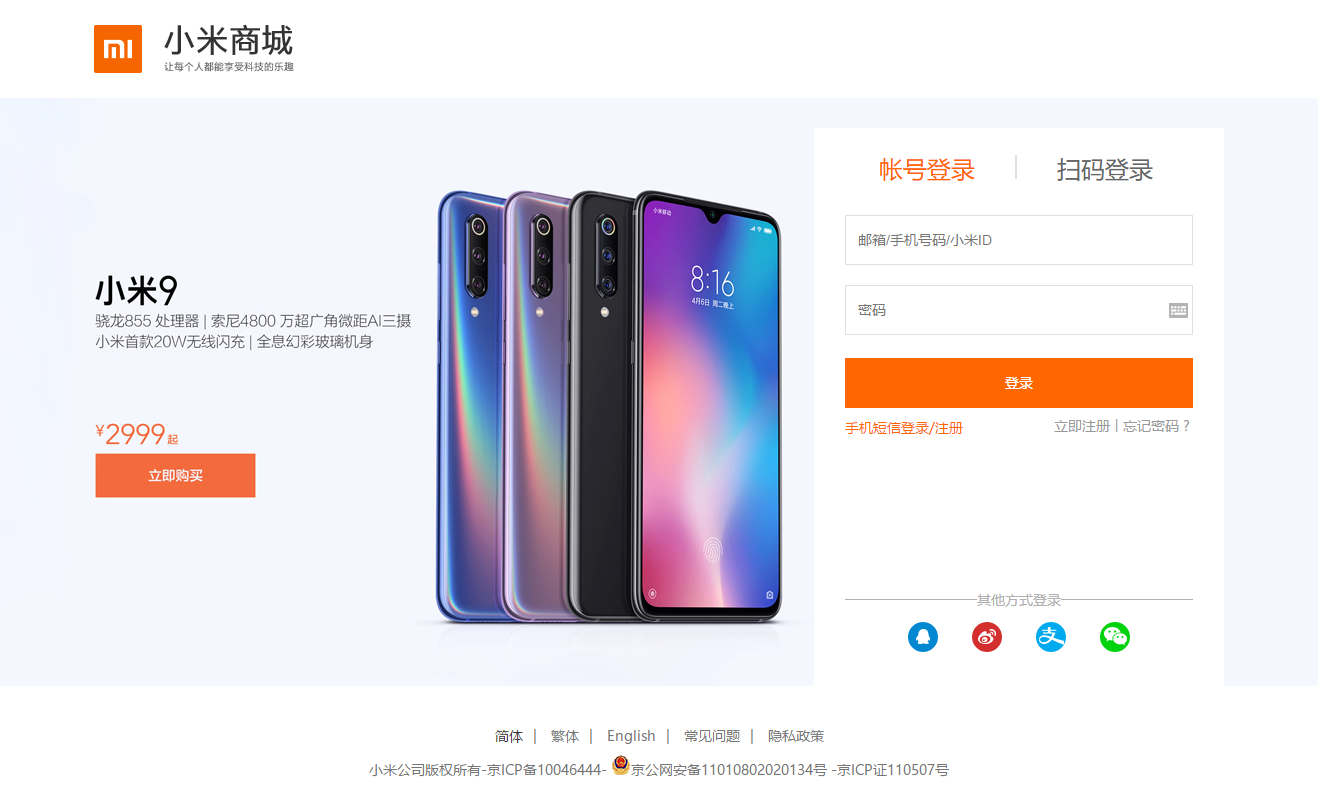 小米商城
让每个人都能享受科技的乐趣
帐号登录
扫码登录
邮箱/手机号码/小米ID
密码
登录
手机短信登录/注册
立即注册 | 忘记密码 ?
其他方式登录
小米9
骁龙855 处理器 | 索尼4800 万超广角微距AI三摄
小米首款20W无线闪充 | 全息幻彩玻璃机身
¥2999起
立即购买
小米移动
8:16
4月6日 周二晚上
简体 | 繁体 | English | 常见问题 | 隐私政策
小米公司版权所有-京ICP备10046444- 京公网安备11010802020134号 -京ICP证110507号